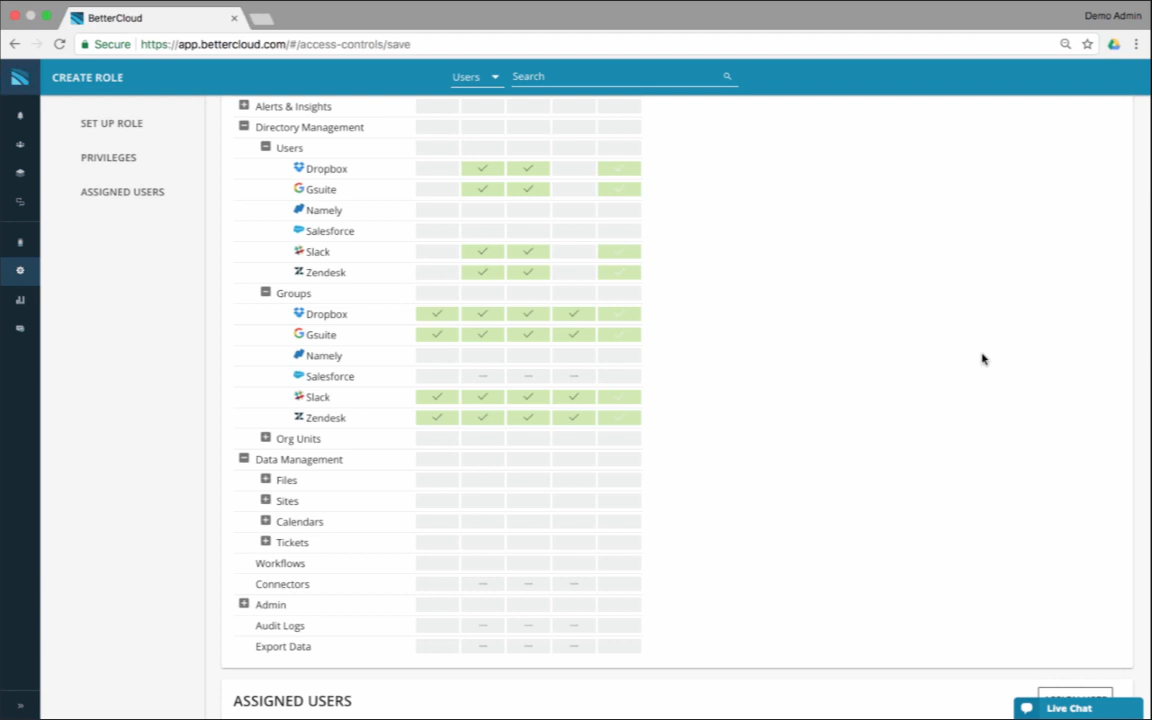 BetterCloud
Demo Admin
Secure https://app.bettercloud.com/#/access-controls/save
CREATE ROLE
Users
Search
SET UP ROLE
PRIVILEGES
ASSIGNED USERS
Alerts & Insights
Directory Management
Users
Dropbox
Gsuite
Namely
Salesforce
Slack
Zendesk
Groups
Dropbox
Gsuite
Namely
Salesforce
Slack
Zendesk
Org Units
Data Management
Files
Sites
Calendars
Tickets
Workflows
Connectors
Admin
Audit Logs
Export Data
ASSIGNED USERS
Live Chat